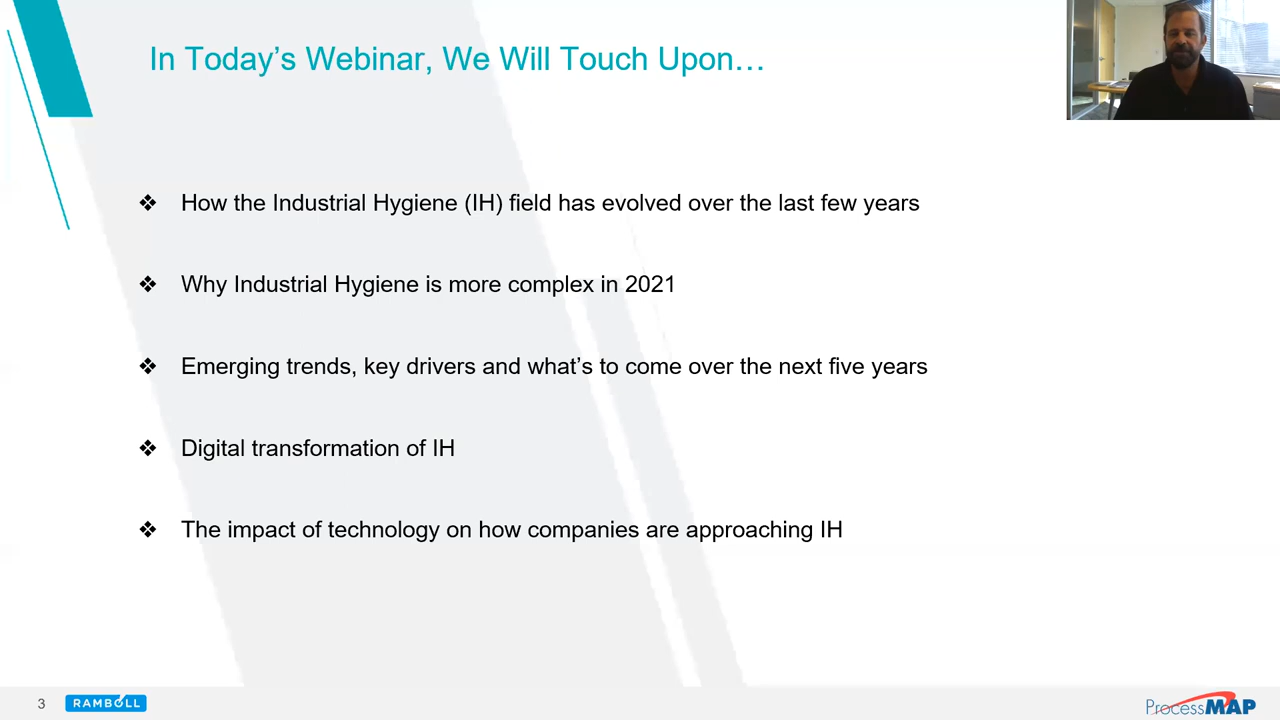 In Today’s Webinar, We Will Touch Upon…
❖ How the Industrial Hygiene (IH) field has evolved over the last few years
❖ Why Industrial Hygiene is more complex in 2021
❖ Emerging trends, key drivers and what’s to come over the next five years
❖ Digital transformation of IH
❖ The impact of technology on how companies are approaching IH
3
RAMBOLL
ProcessMAP